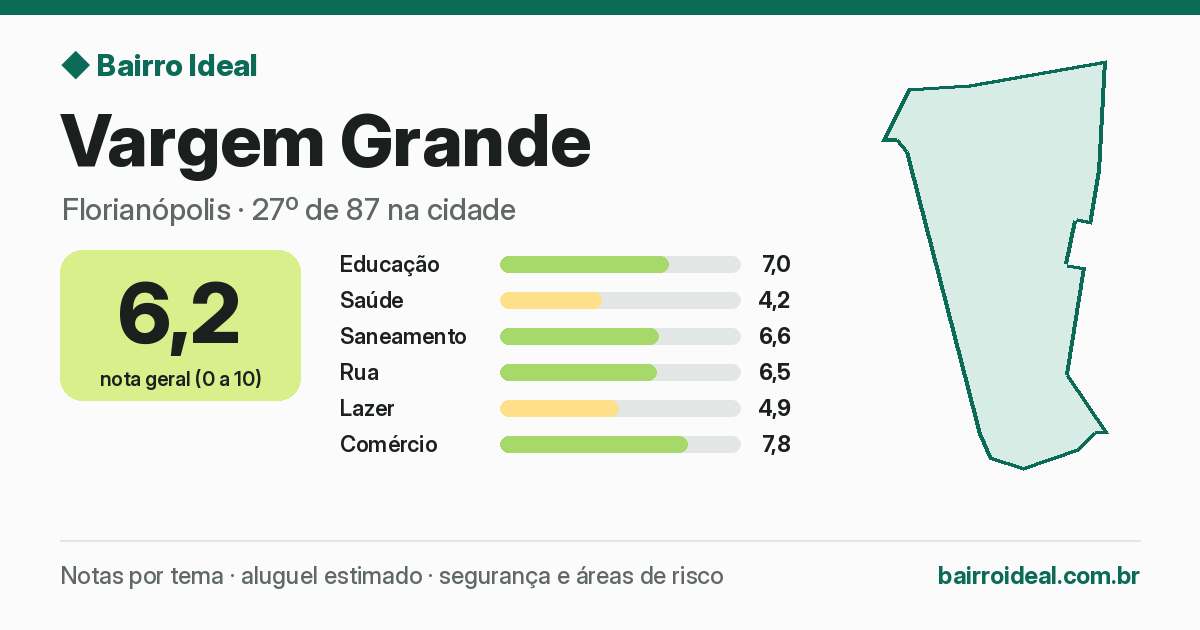 Bairro Ideal
Vargem Grande
Florianópolis · 27º de 87 na cidade
6,2
nota geral (0 a 10)
Educação 7,0
Saúde 4,2
Saneamento 6,6
Rua 6,5
Lazer 4,9
Comércio 7,8
Notas por tema · aluguel estimado · segurança e áreas de risco
bairroideal.com.br